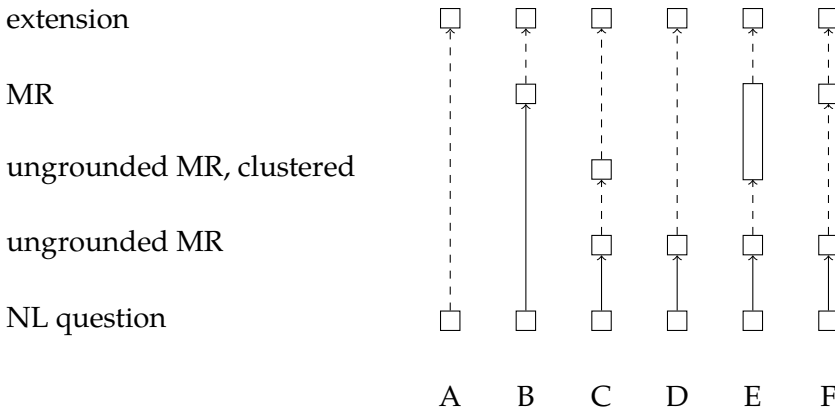 extension
MR
ungrounded MR, clustered
ungrounded MR
NL question
A B C D E F